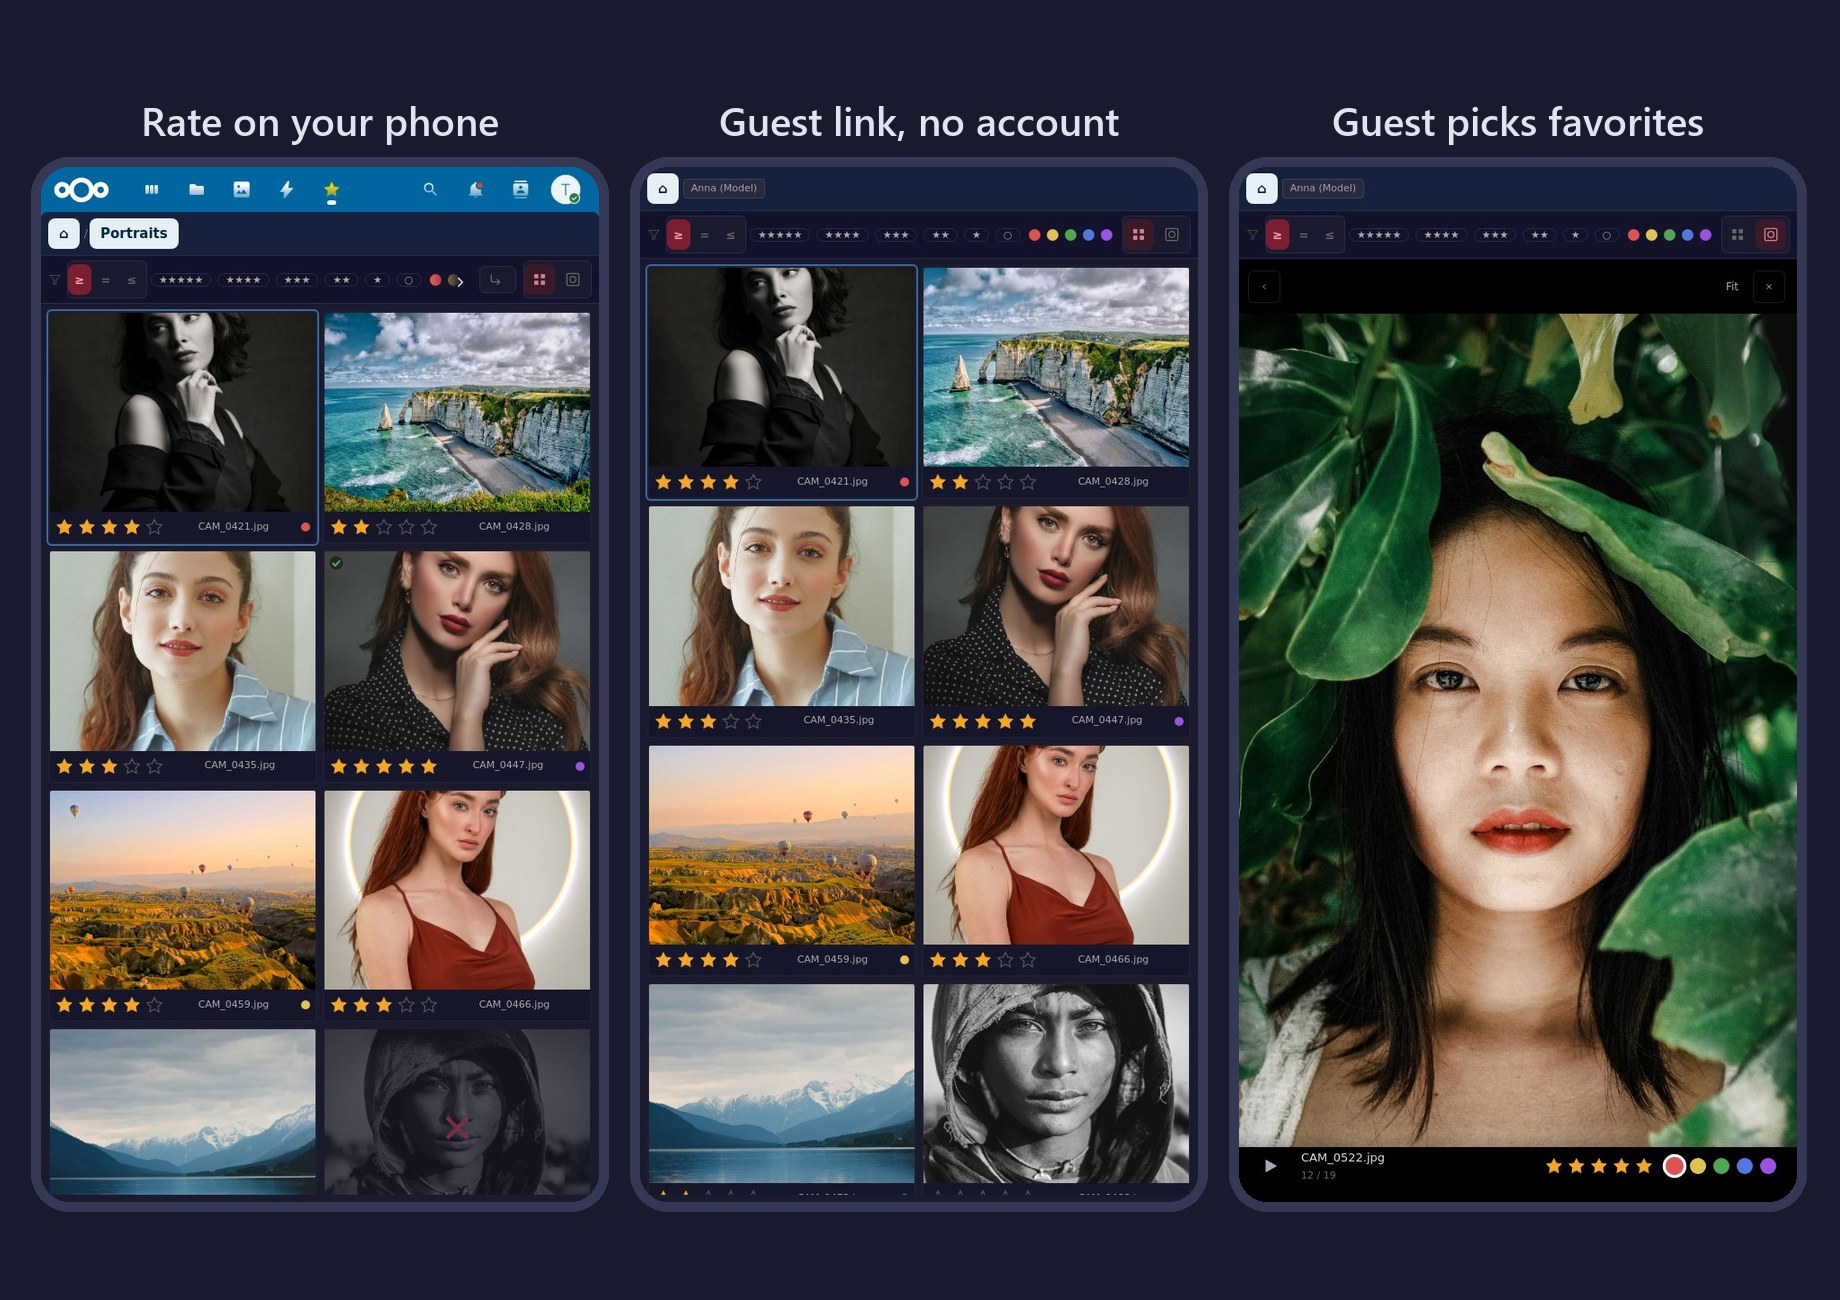 Rate on your phone
T
Portraits
≥ = ≤ ★★★★★ ★★★★ ★★★ ★★ ★
CAM_0421.jpg
CAM_0428.jpg
CAM_0435.jpg
CAM_0447.jpg
CAM_0459.jpg
CAM_0466.jpg
Guest link, no account
Anna (Model)
≥ = ≤ ★★★★★ ★★★★ ★★★ ★★ ★
CAM_0421.jpg
CAM_0428.jpg
CAM_0435.jpg
CAM_0447.jpg
CAM_0459.jpg
CAM_0466.jpg
Guest picks favorites
Anna (Model)
≥ = ≤ ★★★★★ ★★★★ ★★★ ★★ ★
Fit ×
CAM_0522.jpg
12 / 19